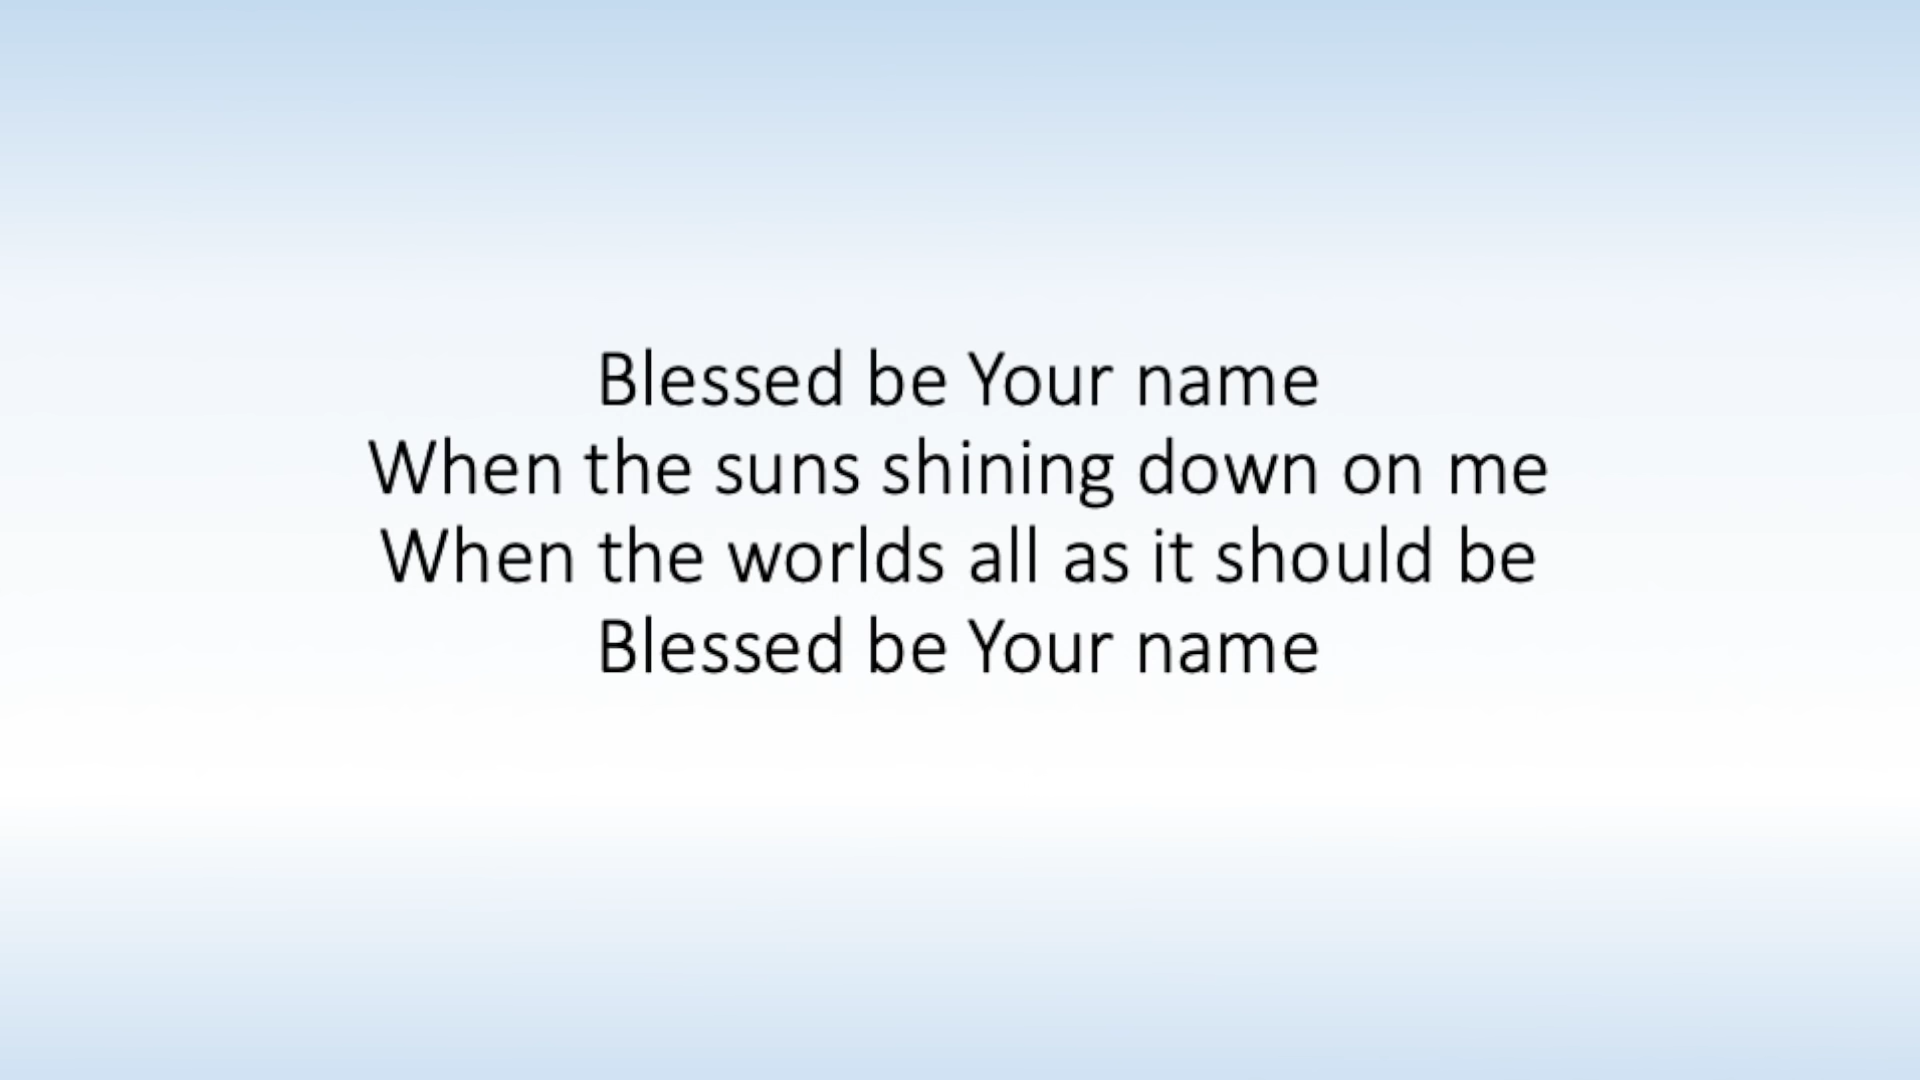 Blessed be Your name
When the suns shining down on me
When the worlds all as it should be
Blessed be Your name